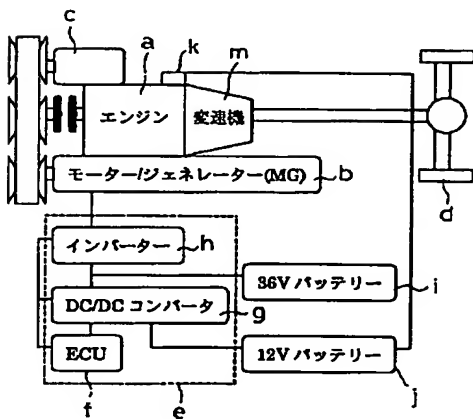 c
a
k
m
エンジン
変速機
モーター/ジェネレーター(MG)
b
d
インバーター
h
36V バッテリー
i
DC/DC コンバータ
g
ECU
12V バッテリー
j
f
e